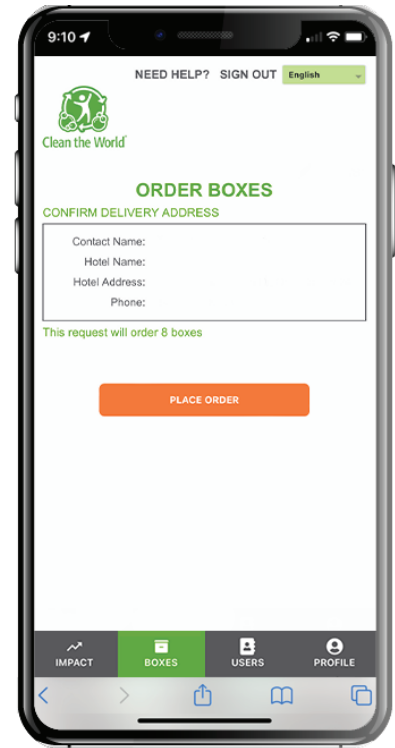 9:10
NEED HELP? SIGN OUT English
Clean the World
ORDER BOXES
CONFIRM DELIVERY ADDRESS
Contact Name:
Hotel Name:
Hotel Address:
Phone:
This request will order 8 boxes
PLACE ORDER
IMPACT BOXES USERS PROFILE